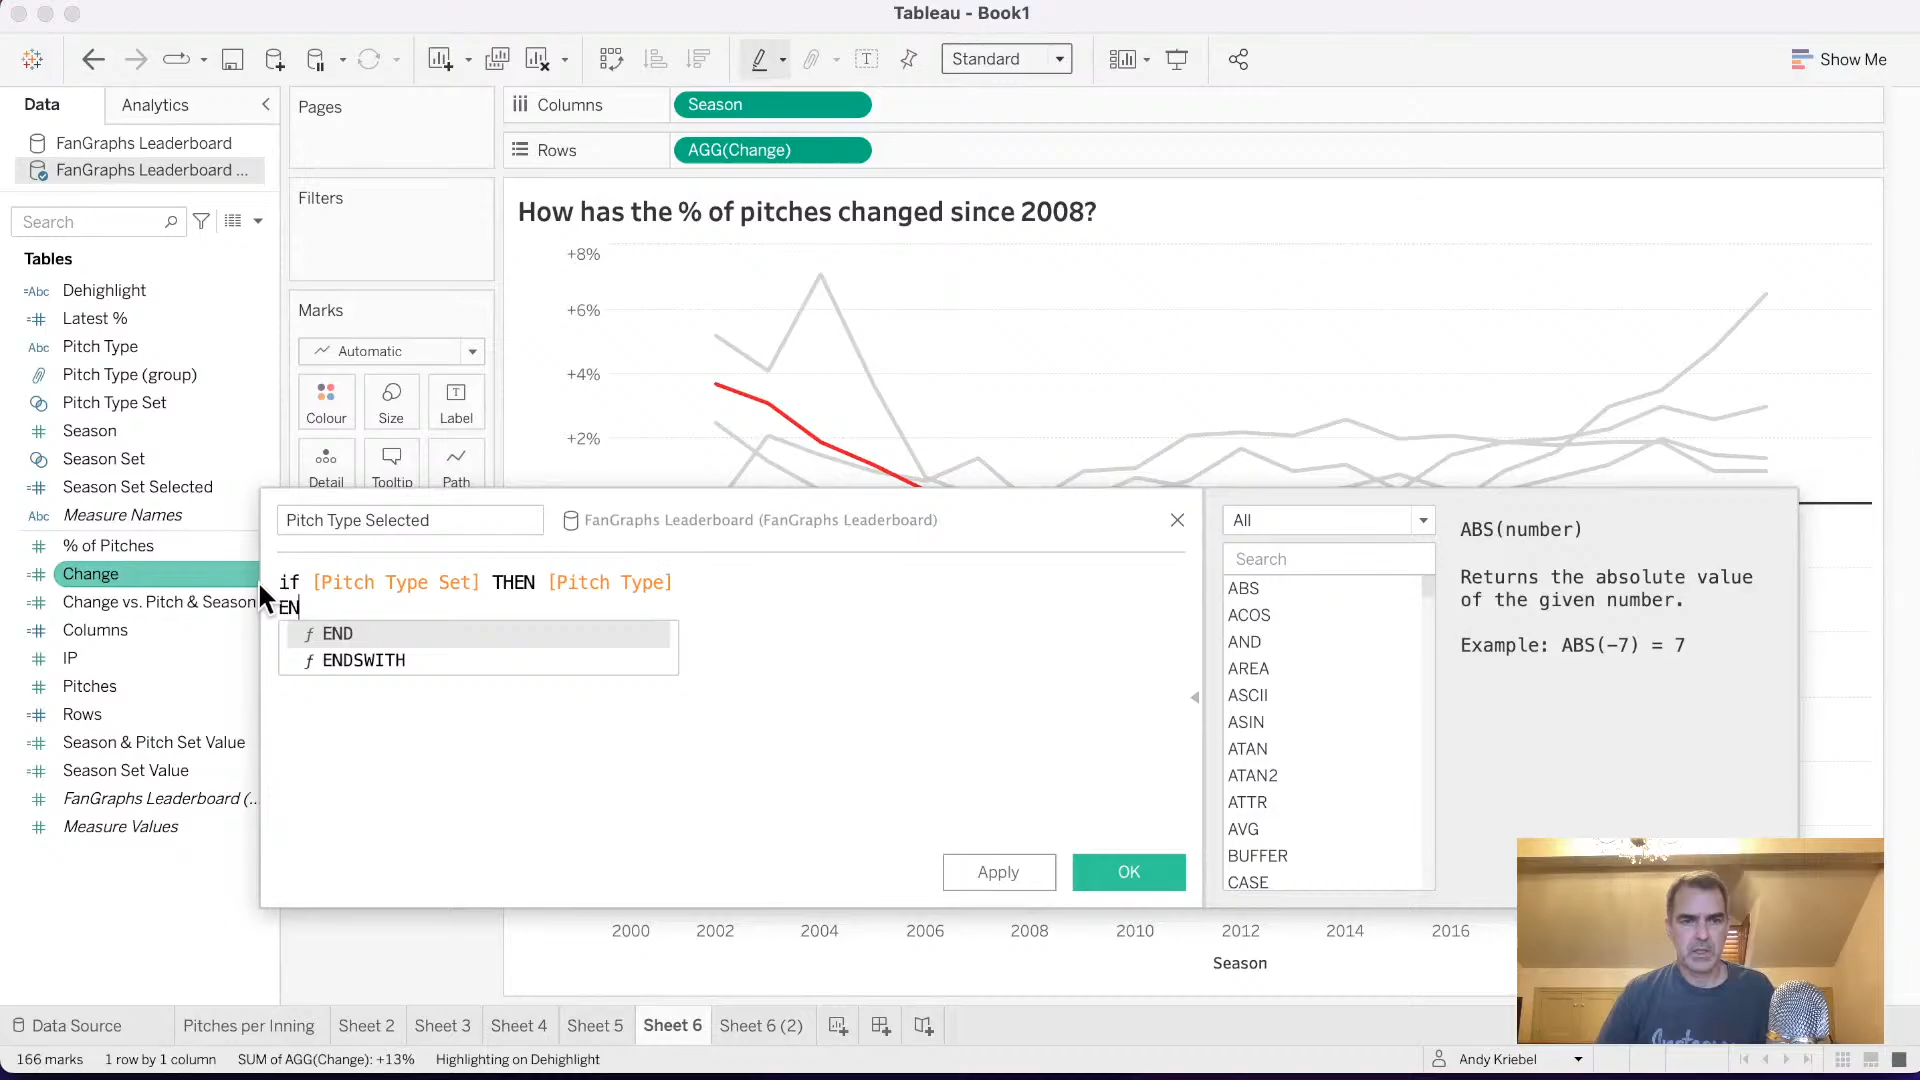 Tableau - Book1
Standard
Show Me
Data
Analytics
Pages
Columns
Season
FanGraphs Leaderboard
FanGraphs Leaderboard ...
Rows
AGG(Change)
Filters
How has the % of pitches changed since 2008?
Search
Tables
Abc Dehighlight
Latest %
Abc Pitch Type
Pitch Type (group)
Pitch Type Set
Season
Season Set
Season Set Selected
Abc Measure Names
% of Pitches
Change
Change vs. Pitch & Season
Columns
IP
Pitches
Rows
Season & Pitch Set Value
Season Set Value
FanGraphs Leaderboard (...
Measure Values
Marks
Automatic
Colour
Size
Label
Detail
Tooltip
Path
+8%
+6%
+4%
+2%
Pitch Type Selected
FanGraphs Leaderboard (FanGraphs Leaderboard)
if [Pitch Type Set] THEN [Pitch Type]
EN
f END
f ENDSWITH
Apply
OK
All
Search
ABS
ACOS
AND
AREA
ASCII
ASIN
ATAN
ATAN2
ATTR
AVG
BUFFER
CASE
ABS(number)
Returns the absolute value
of the given number.
Example: ABS(-7) = 7
2000
2002
2004
2006
2008
2010
2012
2014
2016
Season
Data Source
Pitches per Inning
Sheet 2
Sheet 3
Sheet 4
Sheet 5
Sheet 6
Sheet 6 (2)
166 marks
1 row by 1 column
SUM of AGG(Change): +13%
Highlighting on Dehighlight
Andy Kriebel